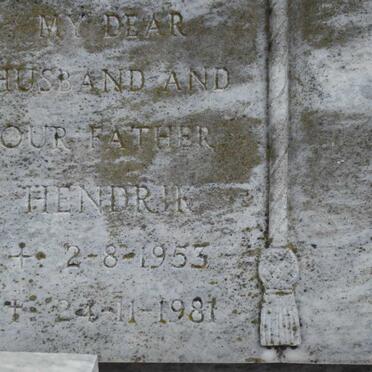 MY DEAR
HUSBAND AND
OUR FATHER
HENDRIK
+ 2-8-1953
+ 24-11-1981